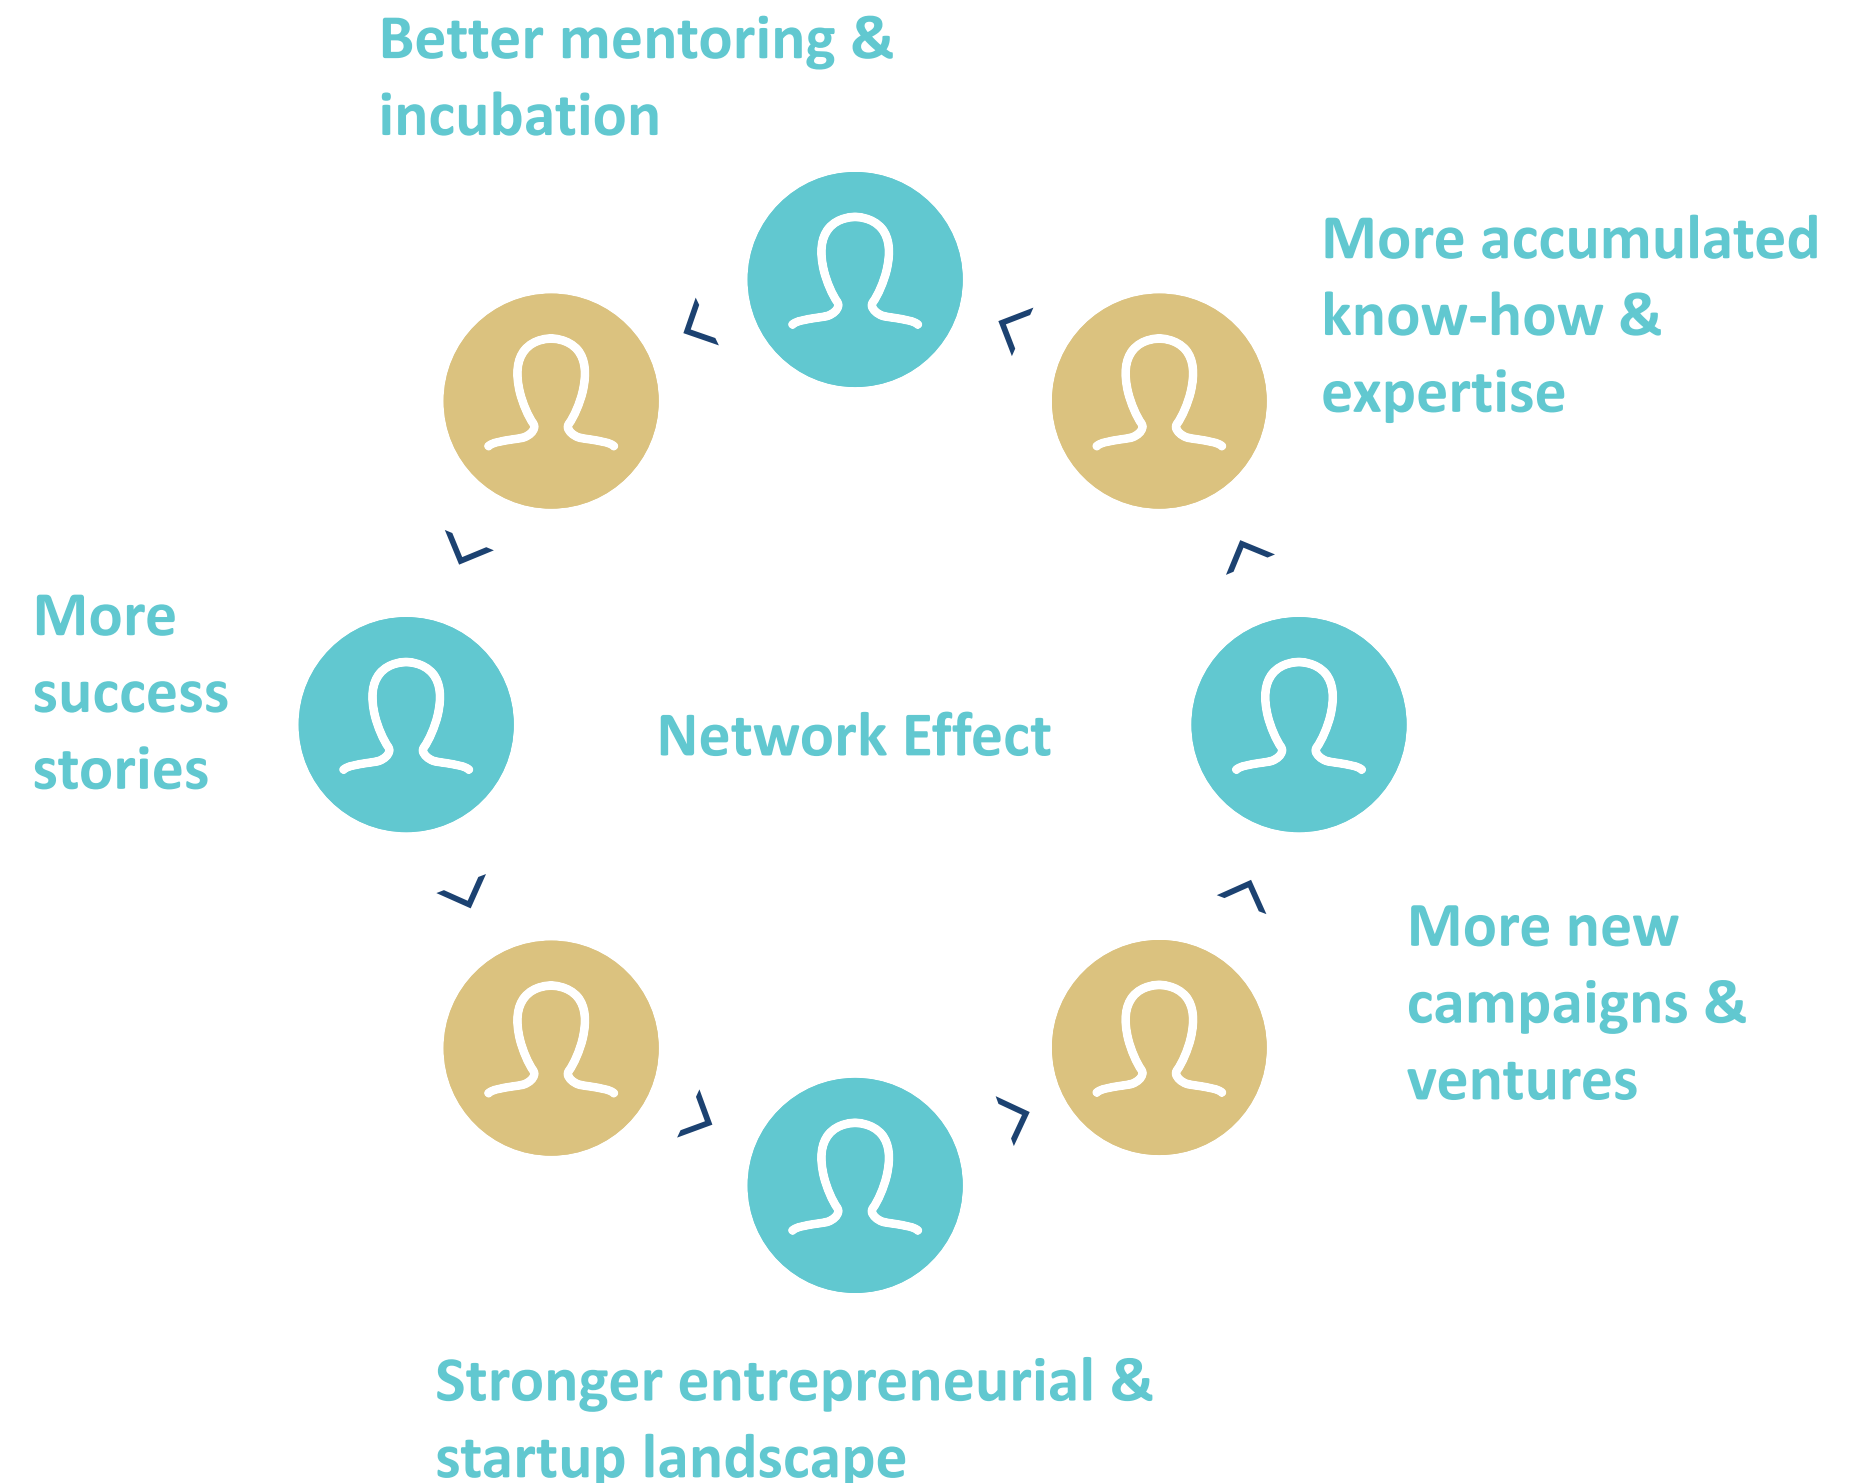 Better mentoring &
incubation
More accumulated
know-how &
expertise
More
success
stories
Network Effect
More new
campaigns &
ventures
Stronger entrepreneurial &
startup landscape